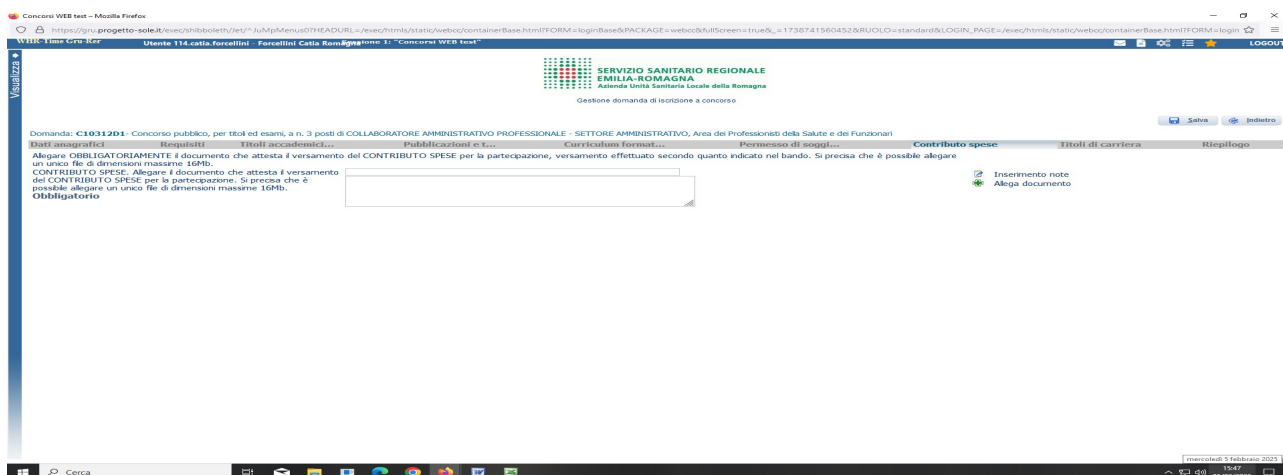 Concorsi WEB test — Mozilla Firefox
https://gru.progetto-sole.it/exec/shibboleth/Jet/^JuMpMenus0?HEADURL=/exec/htmls/static/webcc/containerBase.html?FORM=loginBase&PACKAGE=webcc&fullScreen=true&_=1738741560452&RUOLO=standard&LOGIN_PAGE=/exec/htmls/static/webcc/containerBase.html?FORM=login
WHR-Time Gru-Rer Utente 114.catia.forcellini - Forcellini Catia 1: "Concorsi WEB test" LOGOUT
Visualizza
SERVIZIO SANITARIO REGIONALE
EMILIA-ROMAGNA
Azienda Unità Sanitaria Locale della Romagna
Gestione domanda di iscrizione a concorso
Salva Indietro
Domanda: C10312D1- Concorso pubblico, per titoli ed esami, a n. 3 posti di COLLABORATORE AMMINISTRATIVO PROFESSIONALE - SETTORE AMMINISTRATIVO, Area dei Professionisti della Salute e dei Funzionari
Dati anagrafici Requisiti Titoli accademici... Pubblicazioni e t... Curriculum format... Permesso di soggi... Contributo spese Titoli di carriera Riepilogo
Allegare OBBLIGATORIAMENTE il documento che attesta il versamento del CONTRIBUTO SPESE per la partecipazione, versamento effettuato secondo quanto indicato nel bando. Si precisa che è possibile allegare
un unico file di dimensioni massime 16Mb.
CONTRIBUTO SPESE. Allegare il documento che attesta il versamento
del CONTRIBUTO SPESE per la partecipazione. Si precisa che è
possibile allegare un unico file di dimensioni massime 16Mb.
Obbligatorio
Inserimento note
Allega documento
mercoledì 5 febbraio 2025
Cerca
15:47